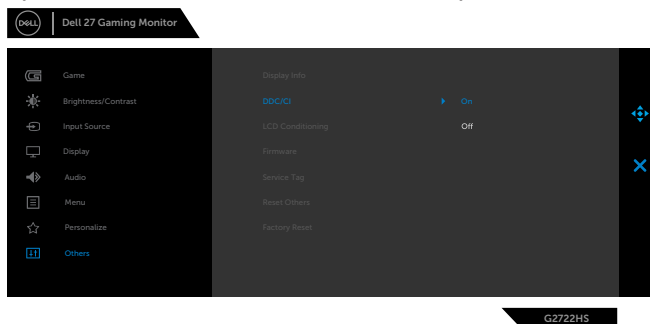 DELL
Dell 27 Gaming Monitor
Game
Display Info
Brightness/Contrast
DDC/CI
On
Input Source
LCD Conditioning
Off
Display
Firmware
Audio
Service Tag
Menu
Reset Others
Personalize
Factory Reset
Others
G2722HS